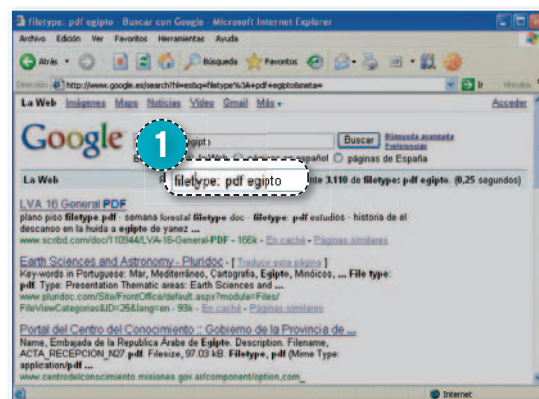 filetype: pdf egipto - Buscar con Google - Microsoft Internet Explorer
Archivo Edición Ver Favoritos Herramientas Ayuda
Atrás Búsqueda Favoritos
Dirección http://www.google.es/search?hl=es&q=filetype%3A+pdf+egipto&meta= Ir Vínculos
La Web Imágenes Maps Noticias Vídeo Gmail Más Acceder
Google
1
Buscar Búsqueda avanzada
Preferencias
páginas de España
filetype: pdf egipto
La Web 3.110 de filetype: pdf egipto. (0,25 segundos)
LVA 16 General PDF
plano piso filetype pdf - semana forestal filetype doc - filetype: pdf estudios - historia de el
descanso en la huida a egipto de yanez ...
www.scribd.com/doc/110944/LVA-16-General-PDF - 166k - En caché - Páginas similares
Earth Sciences and Astronomy - Pluridoc - [ Traducir esta página ]
Key-words in Portuguese: Mar, Mediterrâneo, Cartografia, Egipto, Minóicos, ... File type:
pdf. Type: Presentation Thematic areas: Earth Sciences and ...
www.pluridoc.com/Site/FrontOffice/default.aspx?module=Files/
FileViewCategorias&ID=25&lang=en - 93k - En caché - Páginas similares
Portal del Centro del Conocimiento :: Gobierno de la Provincia de ...
Name, Embajada de la Republica Árabe de Egipto. Description. Filename,
ACTA_RECEPCION_N27.pdf. Filesize, 97.03 kB. Filetype, pdf (Mime Type:
application/pdf ...
www.centrodelconocimiento.misiones.gov.ar/component/option,com_
Internet